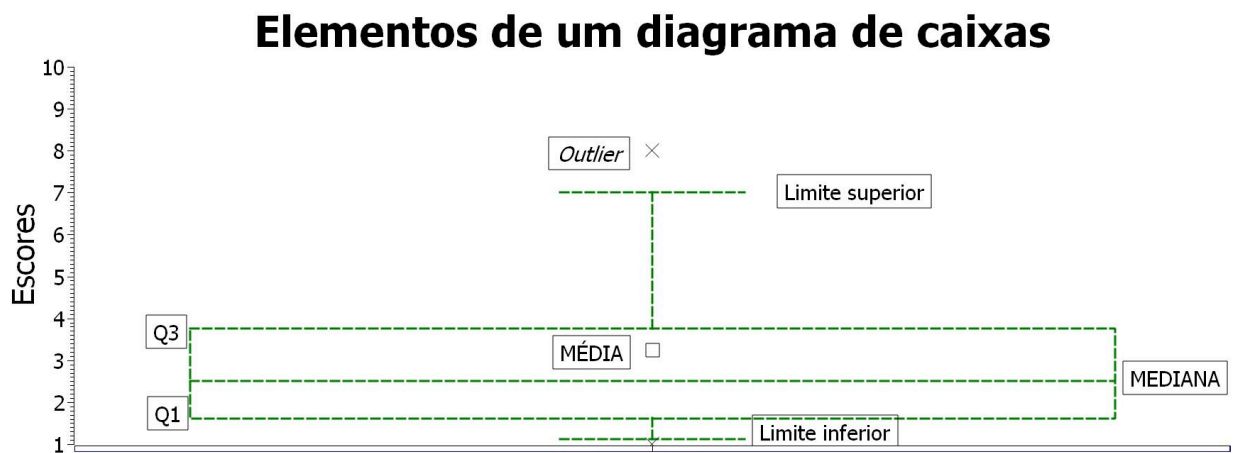 Elementos de um diagrama de caixas
10
9
8
7
6
5
4
3
2
1
Escores
Outlier
Limite superior
Q3
MÉDIA
MEDIANA
Q1
Limite inferior